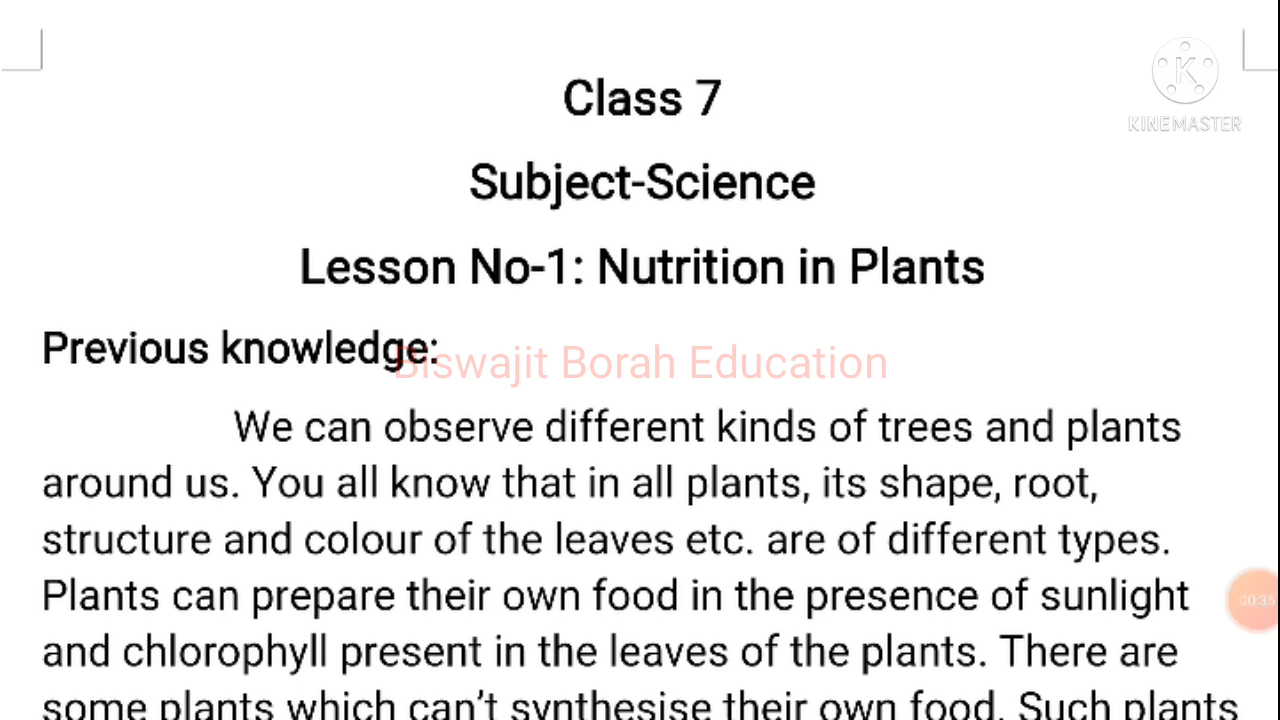 K
KINEMASTER
Class 7
Subject-Science
Lesson No-1: Nutrition in Plants
Previous knowledge:
Biswajit Borah Education
We can observe different kinds of trees and plants
around us. You all know that in all plants, its shape, root,
structure and colour of the leaves etc. are of different types.
Plants can prepare their own food in the presence of sunlight
00:35
and chlorophyll present in the leaves of the plants. There are
some plants which can't synthesise their own food. Such plants